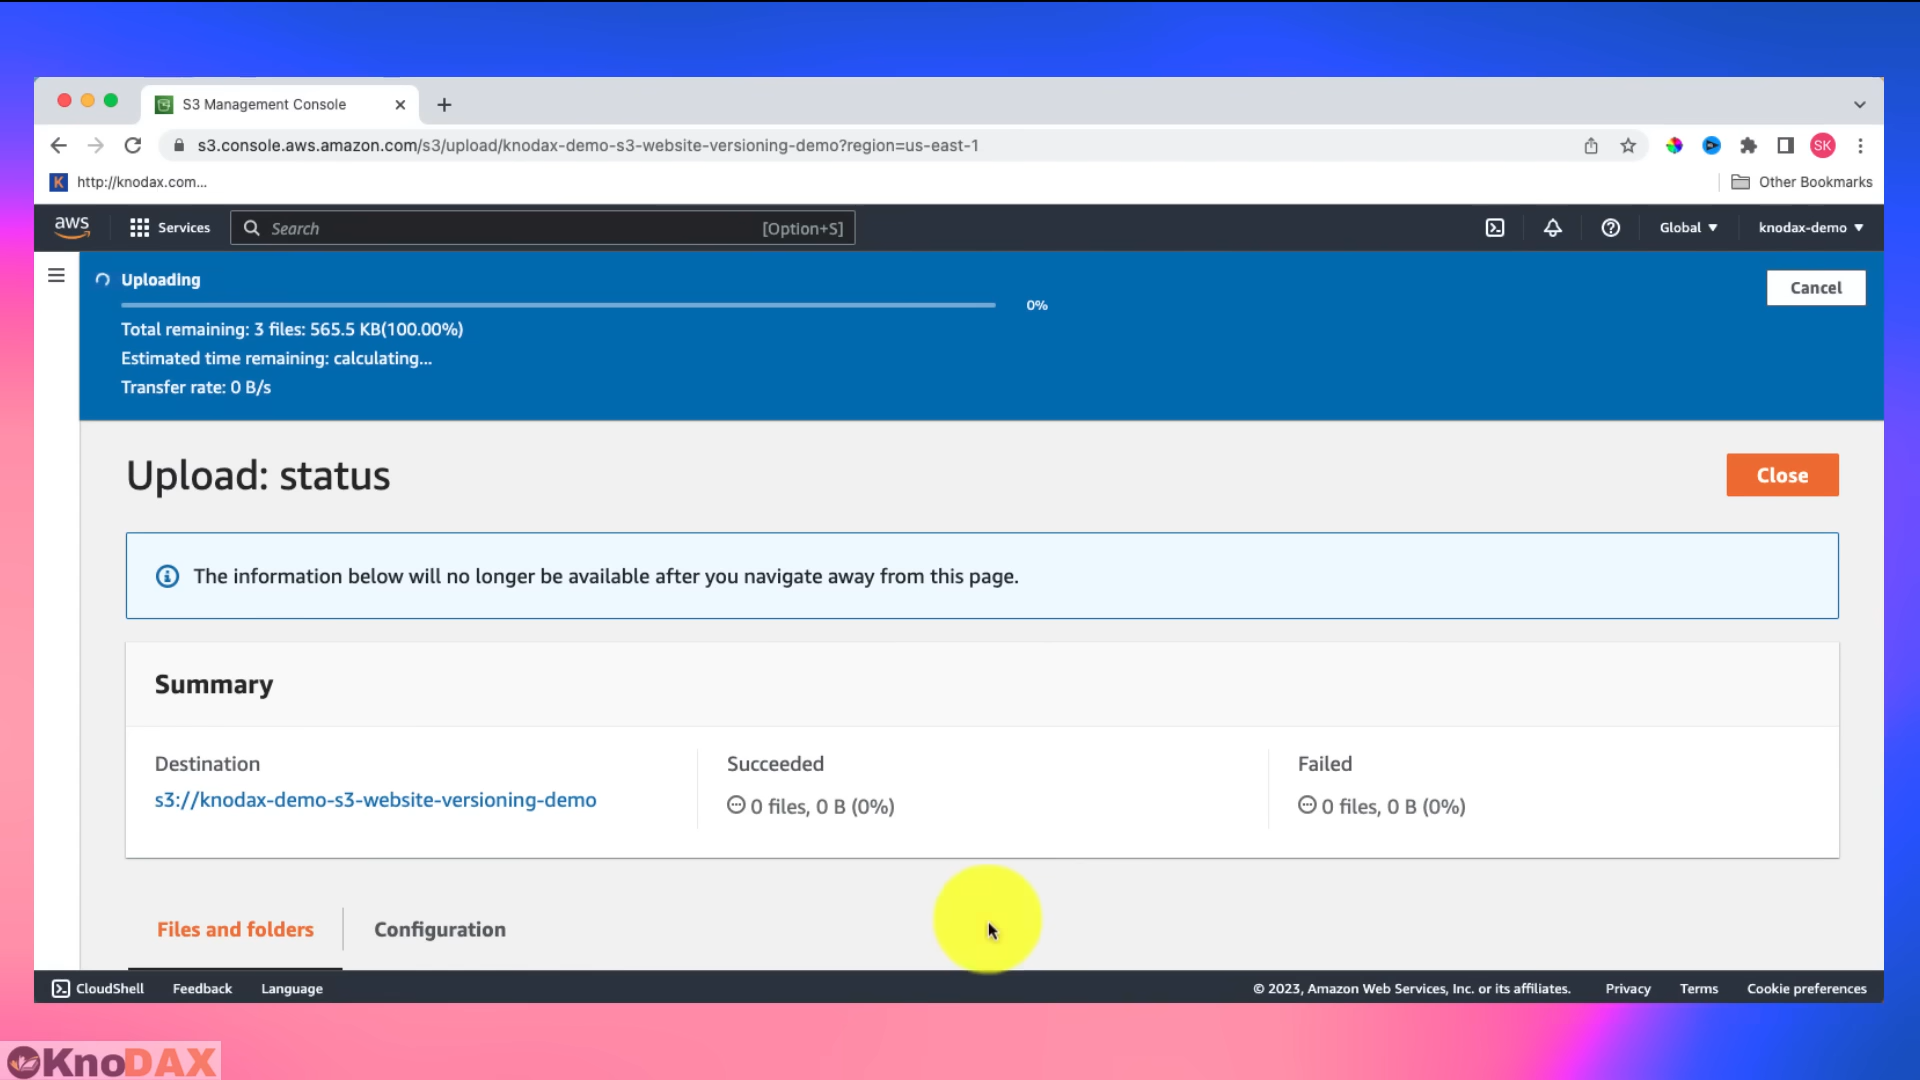 S3 Management Console
s3.console.aws.amazon.com/s3/upload/knodax-demo-s3-website-versioning-demo?region=us-east-1
SK
K http://knodax.com...
Other Bookmarks
aws
Services
Search
[Option+S]
Global
knodax-demo
Uploading
0%
Cancel
Total remaining: 3 files: 565.5 KB(100.00%)
Estimated time remaining: calculating...
Transfer rate: 0 B/s
Upload: status
Close
The information below will no longer be available after you navigate away from this page.
Summary
Destination
s3://knodax-demo-s3-website-versioning-demo
Succeeded
0 files, 0 B (0%)
Failed
0 files, 0 B (0%)
Files and folders
Configuration
CloudShell
Feedback
Language
© 2023, Amazon Web Services, Inc. or its affiliates.
Privacy
Terms
Cookie preferences
KnoDAX